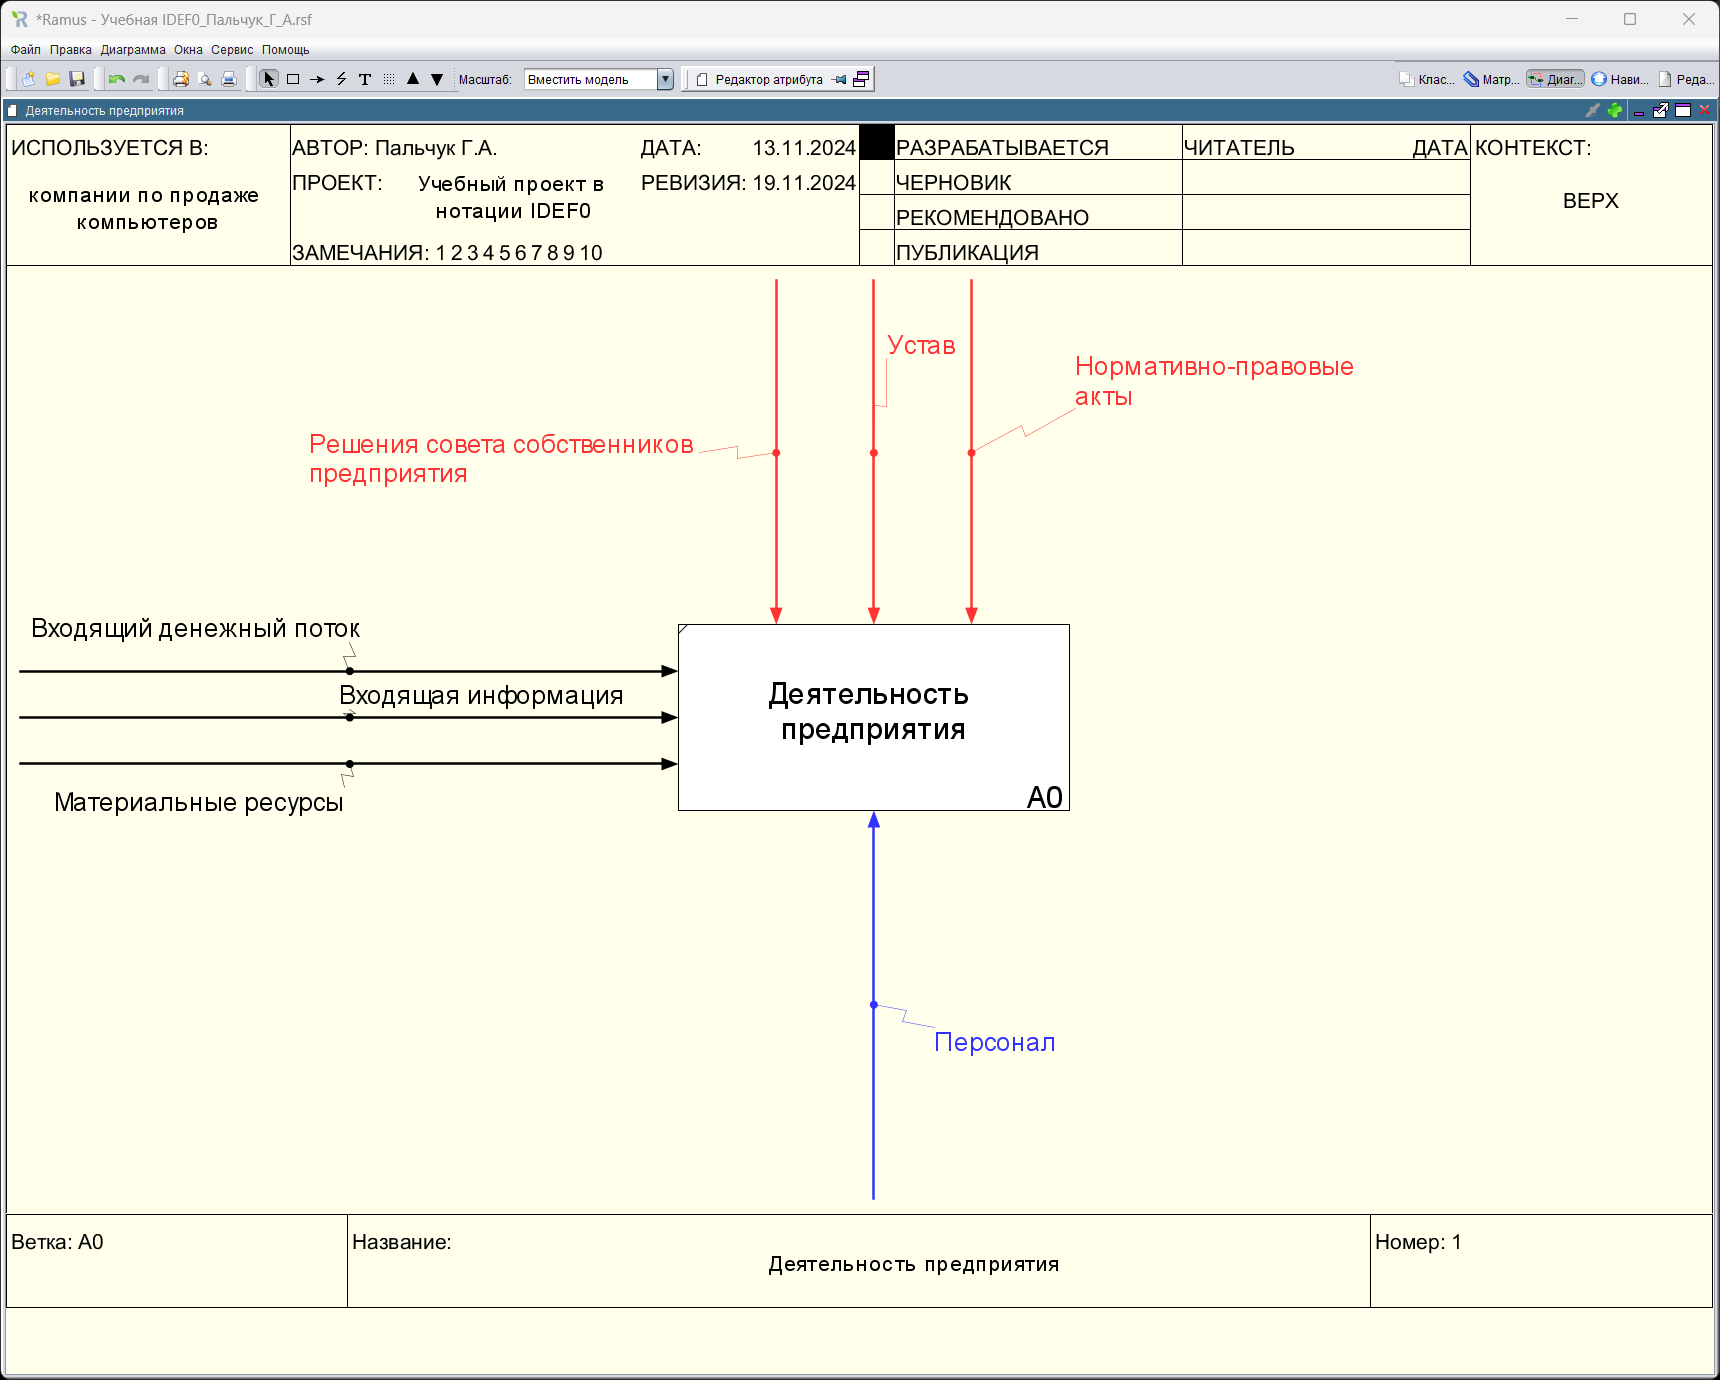 *Ramus - Учебная IDEF0_Пальчук_Г_А.rsf
Файл Правка Диаграмма Окна Сервис Помощь
Масштаб: Вместить модель Редактор атрибута Клас... Матр... Диаг... Нави... Реда...
Деятельность предприятия
ИСПОЛЬЗУЕТСЯ В:
компании по продаже
компьютеров
АВТОР: Пальчук Г.А.
ДАТА: 13.11.2024
ПРОЕКТ: Учебный проект в
нотации IDEF0
РЕВИЗИЯ: 19.11.2024
ЗАМЕЧАНИЯ: 1 2 3 4 5 6 7 8 9 10
РАЗРАБАТЫВАЕТСЯ
ЧЕРНОВИК
РЕКОМЕНДОВАНО
ПУБЛИКАЦИЯ
ЧИТАТЕЛЬ ДАТА
КОНТЕКСТ:
ВЕРХ
Устав
Нормативно-правовые
акты
Решения совета собственников
предприятия
Входящий денежный поток
Входящая информация
Материальные ресурсы
Деятельность
предприятия
A0
Персонал
Ветка: A0
Название:
Деятельность предприятия
Номер: 1